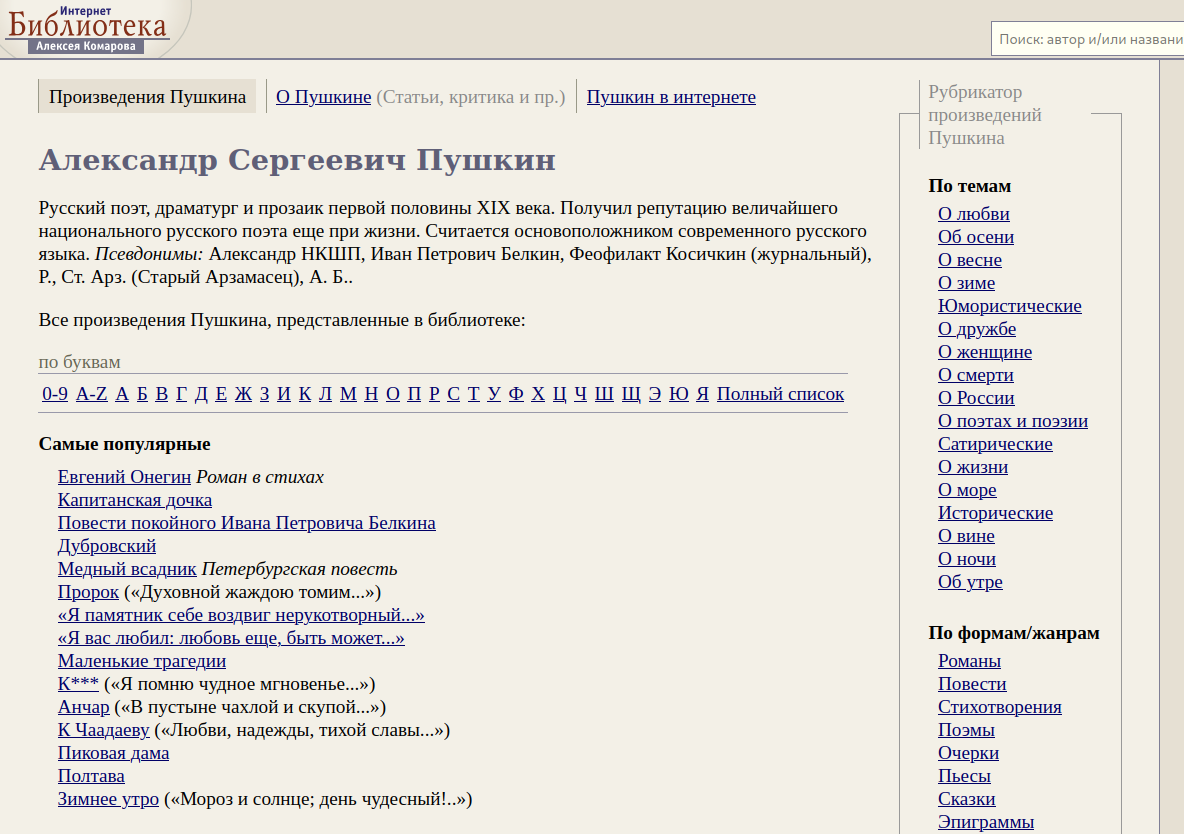 Интернет
Библиотека
Алексея Комарова
Поиск: автор и/или названи
Произведения Пушкина
О Пушкине (Статьи, критика и пр.)
Пушкин в интернете
Александр Сергеевич Пушкин
Русский поэт, драматург и прозаик первой половины XIX века. Получил репутацию величайшего
национального русского поэта еще при жизни. Считается основоположником современного русского
языка. Псевдонимы: Александр НКШП, Иван Петрович Белкин, Феофилакт Косичкин (журнальный),
Р., Ст. Арз. (Старый Арзамасец), А. Б..
Все произведения Пушкина, представленные в библиотеке:
по буквам
0-9 A-Z А Б В Г Д Е Ж З И К Л М Н О П Р С Т У Ф Х Ц Ч Ш Щ Э Ю Я Полный список
Самые популярные
Евгений Онегин Роман в стихах
Капитанская дочка
Повести покойного Ивана Петровича Белкина
Дубровский
Медный всадник Петербургская повесть
Пророк («Духовной жаждою томим...»)
«Я памятник себе воздвиг нерукотворный...»
«Я вас любил: любовь еще, быть может...»
Маленькие трагедии
К*** («Я помню чудное мгновенье...»)
Анчар («В пустыне чахлой и скупой...»)
К Чаадаеву («Любви, надежды, тихой славы...»)
Пиковая дама
Полтава
Зимнее утро («Мороз и солнце; день чудесный!..»)
Рубрикатор
произведений
Пушкина
По темам
О любви
Об осени
О весне
О зиме
Юмористические
О дружбе
О женщине
О смерти
О России
О поэтах и поэзии
Сатирические
О жизни
О море
Исторические
О вине
О ночи
Об утре
По формам/жанрам
Романы
Повести
Стихотворения
Поэмы
Очерки
Пьесы
Сказки
Эпиграммы